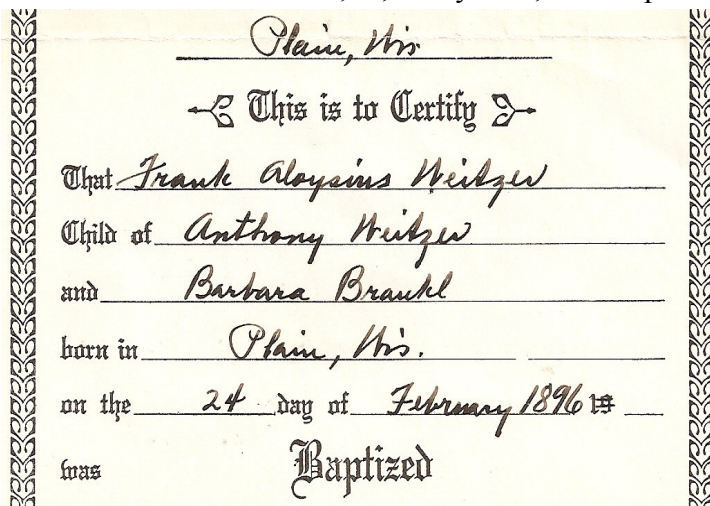 Plain, Wis
This is to Certify
That Frank Aloysius Weitzer
Child of Anthony Weitzer
and Barbara Braukl
born in Plain, Wis.
on the 24 day of February 1896 19
was Baptized